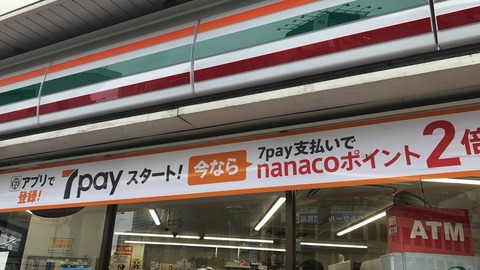 アプリで
登録!
7pay スタート!
今なら
7pay支払いで
nanacoポイント2倍
ATM